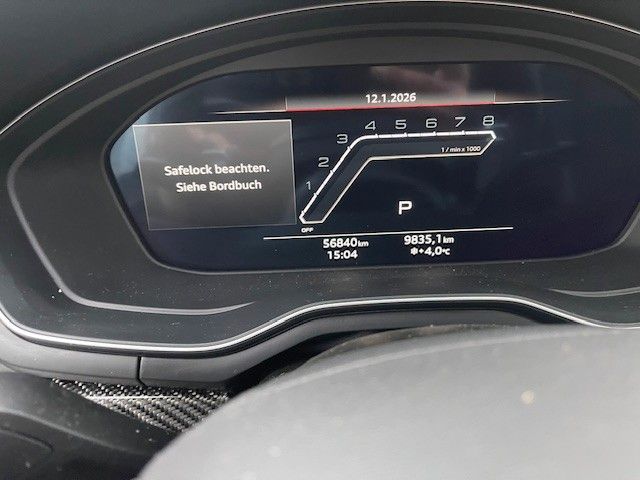 12.1.2026
Safelock beachten.
Siehe Bordbuch
1 2 3 4 5 6 7 8
1 / min x 1000
OFF
P
56840 km 9835,1 km
15:04 ❄+4,0°C